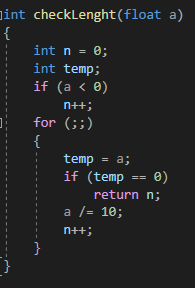 int checkLenght(float a)
{
int n = 0;
int temp;
if (a < 0)
n++;
for (;;)
{
temp = a;
if (temp == 0)
return n;
a /= 10;
n++;
}
}